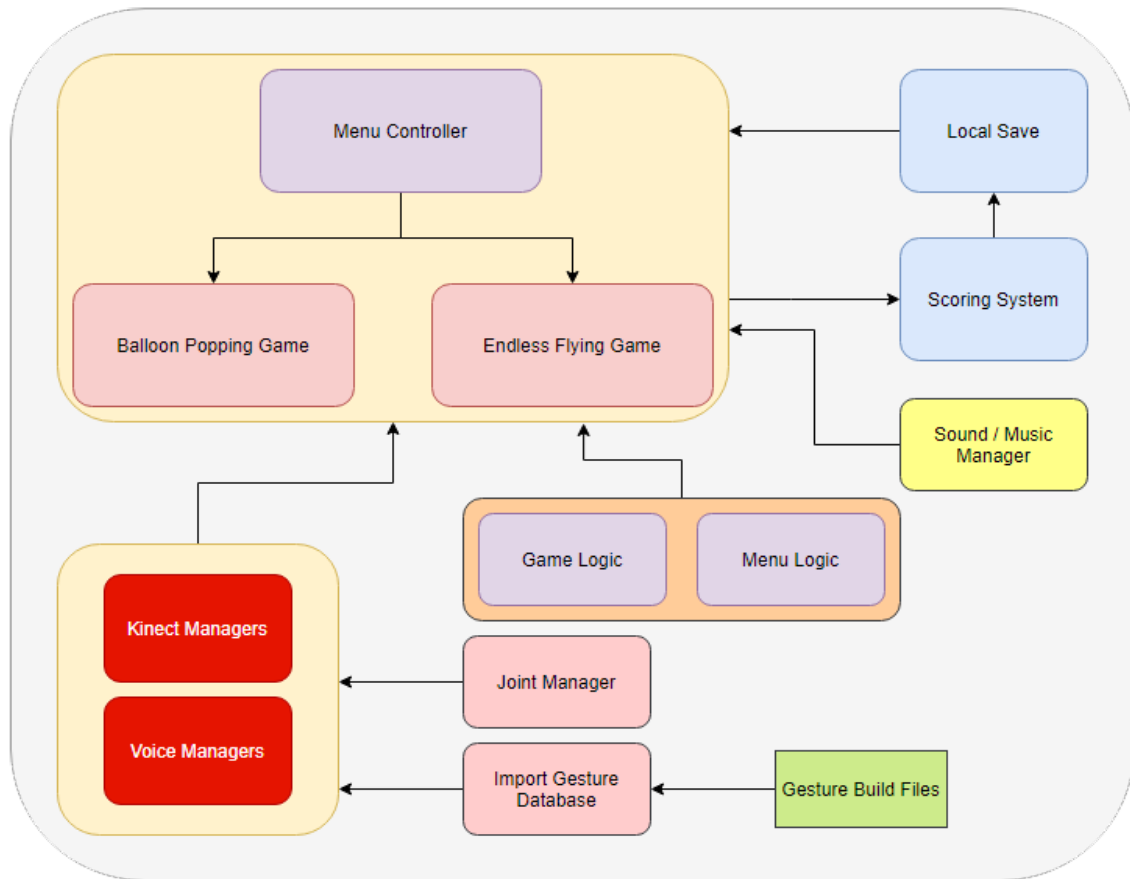 Menu Controller
Local Save
Balloon Popping Game
Endless Flying Game
Scoring System
Sound / Music
Manager
Game Logic
Menu Logic
Kinect Managers
Voice Managers
Joint Manager
Import Gesture
Database
Gesture Build Files